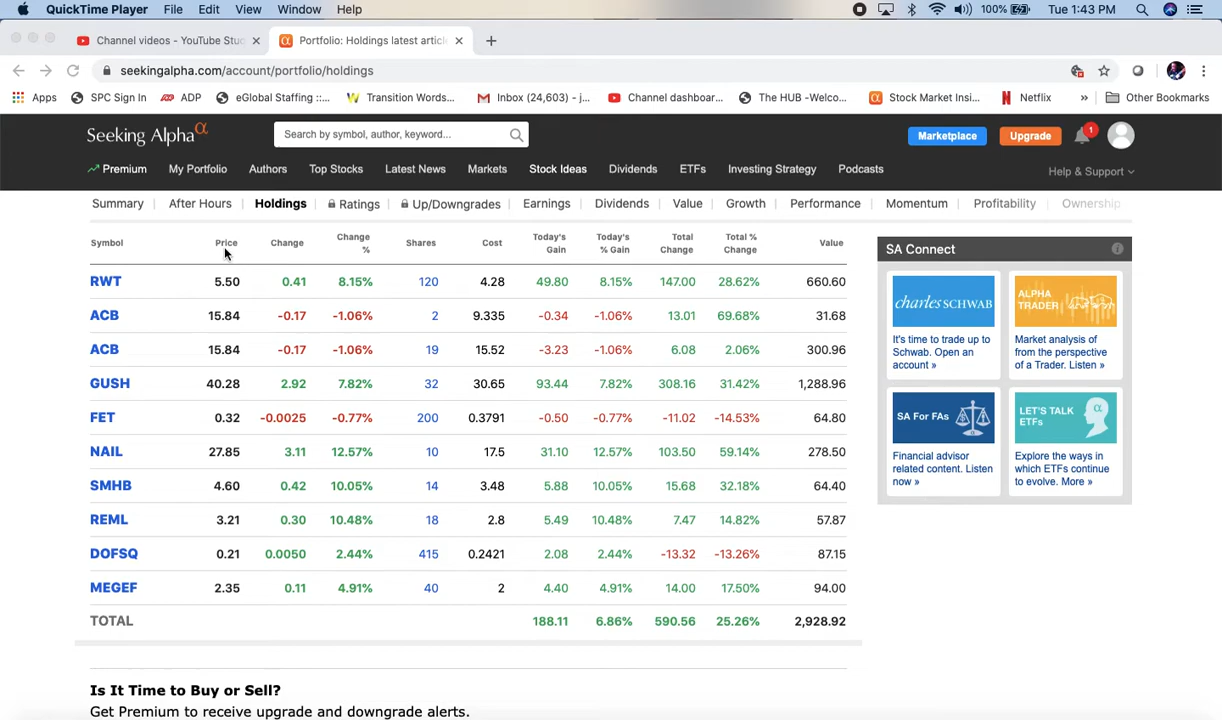 QuickTime Player File Edit View Window Help 100% Tue 1:43 PM
Channel videos - YouTube Stu Portfolio: Holdings latest articl
seekingalpha.com/account/portfolio/holdings
Apps SPC Sign In ADP eGlobal Staffing ::... Transition Words... Inbox (24,603) - j... Channel dashboar... The HUB -Welco... Stock Market Insi... Netflix » Other Bookmarks
Seeking Alpha α Search by symbol, author, keyword... Marketplace Upgrade 1
Premium My Portfolio Authors Top Stocks Latest News Markets Stock Ideas Dividends ETFs Investing Strategy Podcasts Help & Support
Summary After Hours Holdings Ratings Up/Downgrades Earnings Dividends Value Growth Performance Momentum Profitability Ownership
Symbol Price Change Change % Shares Cost Today's Gain Today's % Gain Total Change Total % Change Value
RWT 5.50 0.41 8.15% 120 4.28 49.80 8.15% 147.00 28.62% 660.60
ACB 15.84 -0.17 -1.06% 2 9.335 -0.34 -1.06% 13.01 69.68% 31.68
ACB 15.84 -0.17 -1.06% 19 15.52 -3.23 -1.06% 6.08 2.06% 300.96
GUSH 40.28 2.92 7.82% 32 30.65 93.44 7.82% 308.16 31.42% 1,288.96
FET 0.32 -0.0025 -0.77% 200 0.3791 -0.50 -0.77% -11.02 -14.53% 64.80
NAIL 27.85 3.11 12.57% 10 17.5 31.10 12.57% 103.50 59.14% 278.50
SMHB 4.60 0.42 10.05% 14 3.48 5.88 10.05% 15.68 32.18% 64.40
REML 3.21 0.30 10.48% 18 2.8 5.49 10.48% 7.47 14.82% 57.87
DOFSQ 0.21 0.0050 2.44% 415 0.2421 2.08 2.44% -13.32 -13.26% 87.15
MEGEF 2.35 0.11 4.91% 40 2 4.40 4.91% 14.00 17.50% 94.00
TOTAL 188.11 6.86% 590.56 25.26% 2,928.92
Is It Time to Buy or Sell?
Get Premium to receive upgrade and downgrade alerts.
SA Connect
charles SCHWAB
It's time to trade up to
Schwab. Open an
account »
ALPHA
TRADER
Market analysis of
from the perspective
of a Trader. Listen »
SA For FAs
Financial advisor
related content. Listen
now »
LET'S TALK
ETFs
Explore the ways in
which ETFs continue
to evolve. More »